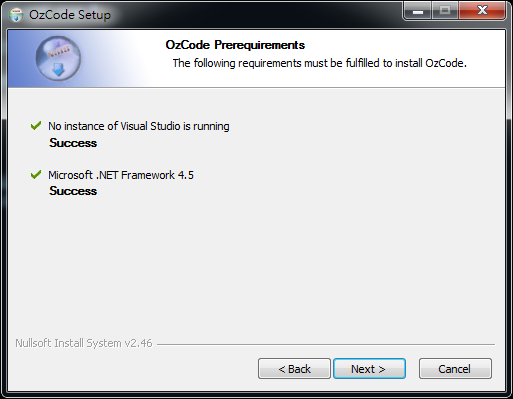 OzCode Setup
OzCode Prerequirements
The following requirements must be fulfilled to install OzCode.
No instance of Visual Studio is running
Success
Microsoft .NET Framework 4.5
Success
Nullsoft Install System v2.46
< Back
Next >
Cancel